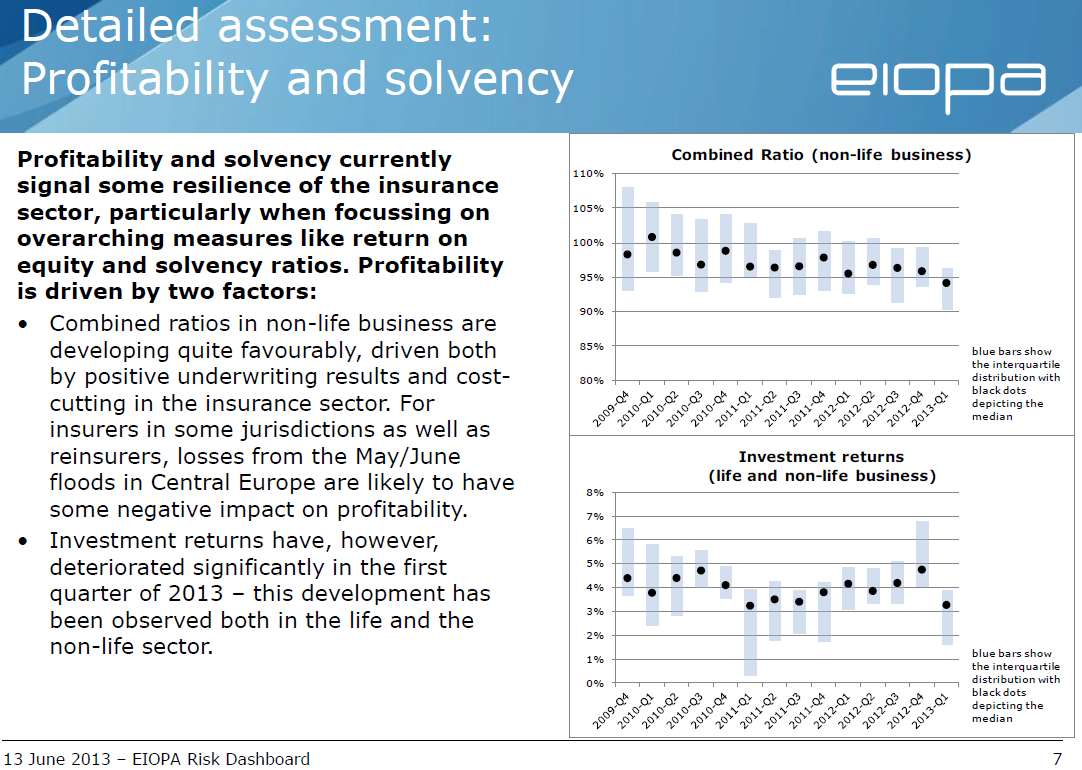 Detailed assessment:
Profitability and solvency
eiopa
Profitability and solvency currently
signal some resilience of the insurance
sector, particularly when focussing on
overarching measures like return on
equity and solvency ratios. Profitability
is driven by two factors:
• Combined ratios in non-life business are
developing quite favourably, driven both
by positive underwriting results and cost-
cutting in the insurance sector. For
insurers in some jurisdictions as well as
reinsurers, losses from the May/June
floods in Central Europe are likely to have
some negative impact on profitability.
• Investment returns have, however,
deteriorated significantly in the first
quarter of 2013 – this development has
been observed both in the life and the
non-life sector.
Combined Ratio (non-life business)
110%
105%
100%
95%
90%
85%
80%
2009-Q4 2010-Q1 2010-Q2 2010-Q3 2010-Q4 2011-Q1 2011-Q2 2011-Q3 2011-Q4 2012-Q1 2012-Q2 2012-Q3 2012-Q4 2013-Q1
blue bars show
the interquartile
distribution with
black dots
depicting the
median
Investment returns
(life and non-life business)
8%
7%
6%
5%
4%
3%
2%
1%
0%
2009-Q4 2010-Q1 2010-Q2 2010-Q3 2010-Q4 2011-Q1 2011-Q2 2011-Q3 2011-Q4 2012-Q1 2012-Q2 2012-Q3 2012-Q4 2013-Q1
blue bars show
the interquartile
distribution with
black dots
depicting the
median
13 June 2013 – EIOPA Risk Dashboard
7